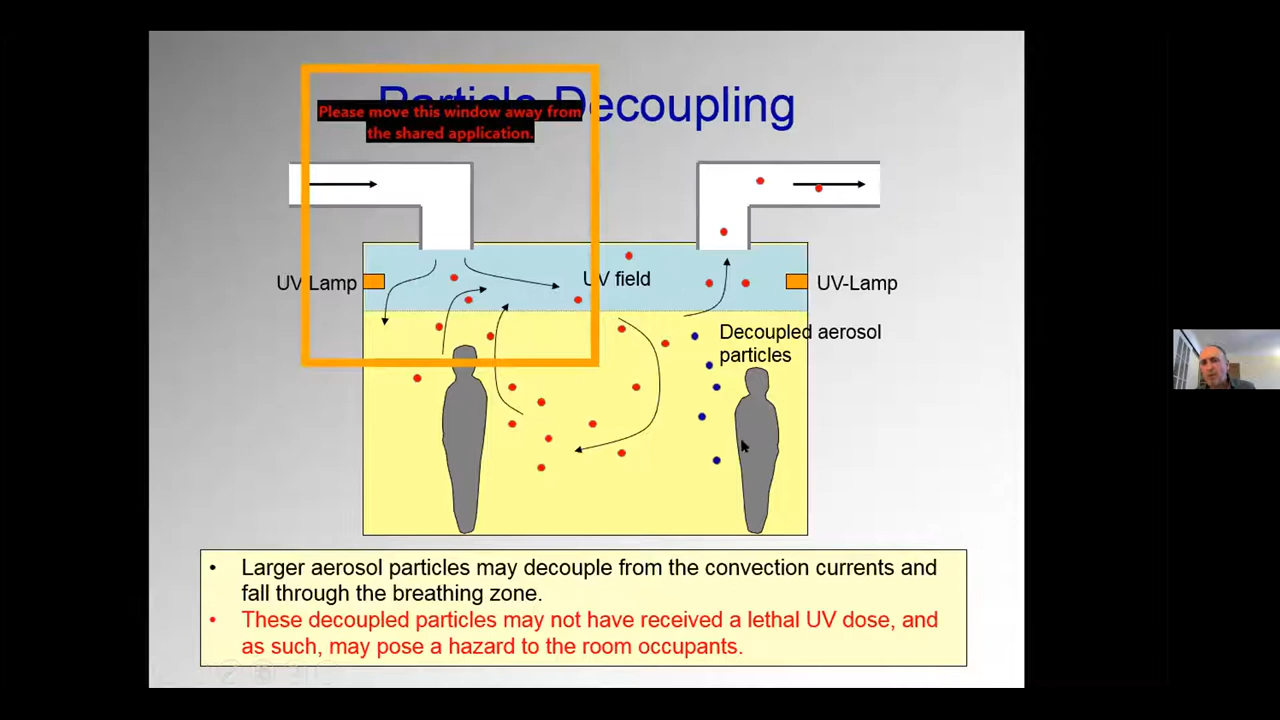 Particle Decoupling
Please move this window away from
the shared application.
UV-Lamp
UV field
UV-Lamp
Decoupled aerosol
particles
• Larger aerosol particles may decouple from the convection currents and
fall through the breathing zone.
• These decoupled particles may not have received a lethal UV dose, and
as such, may pose a hazard to the room occupants.